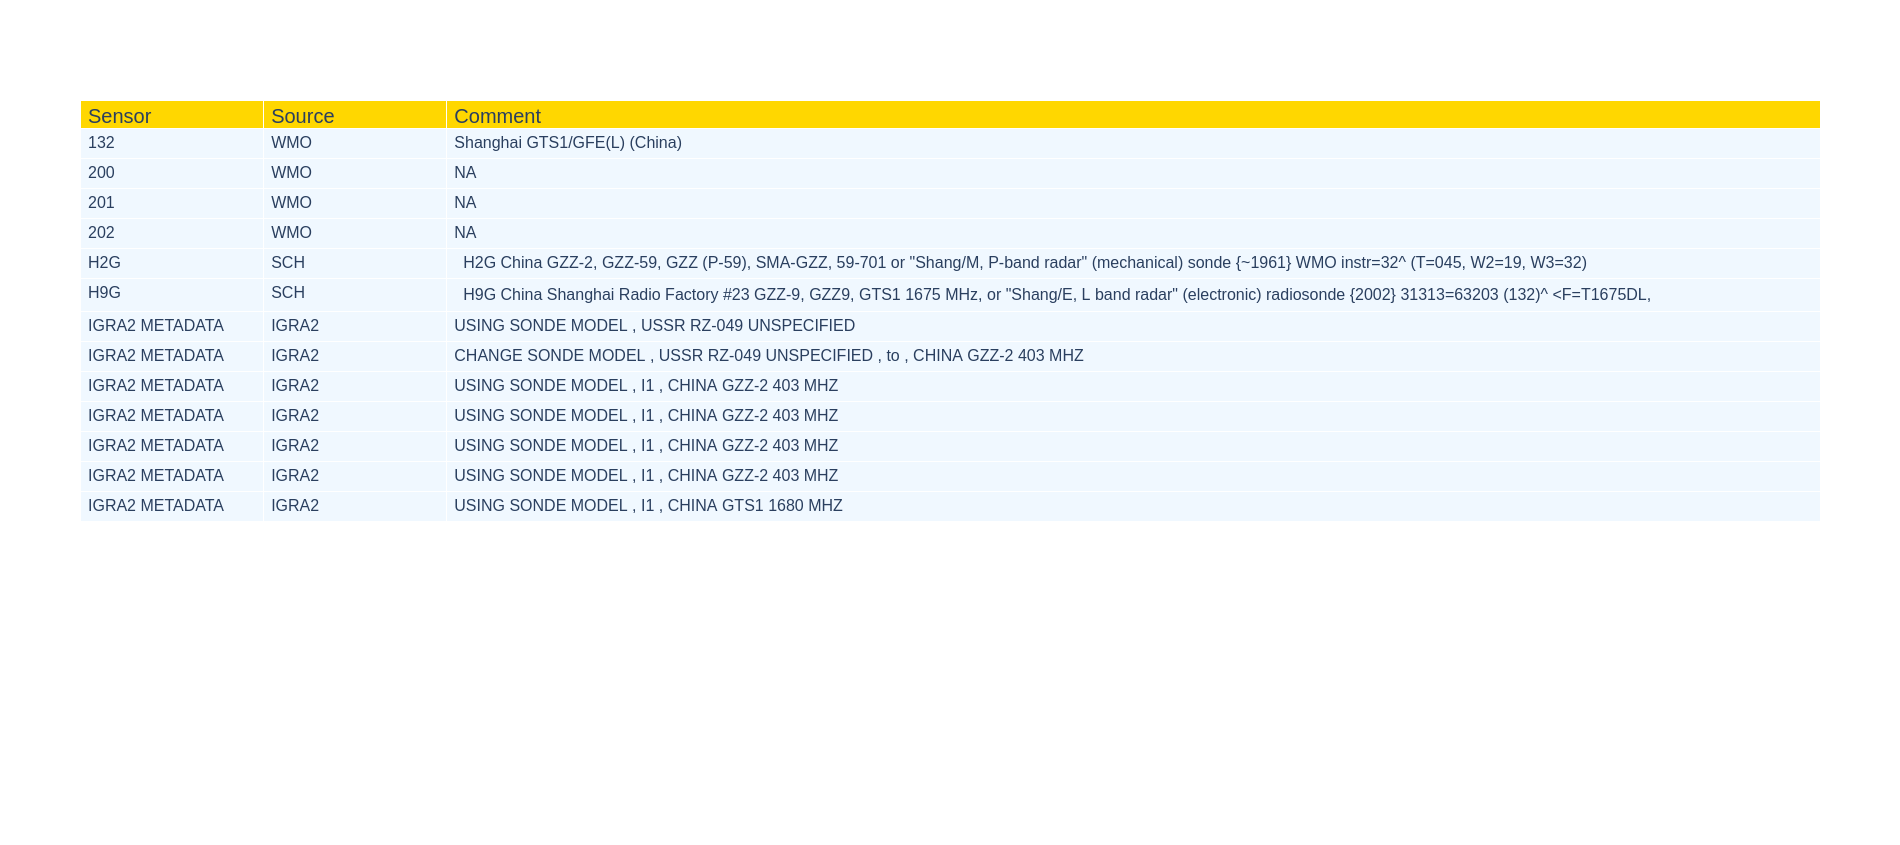 Sensor Source Comment
132 WMO Shanghai GTS1/GFE(L) (China)
200 WMO NA
201 WMO NA
202 WMO NA
H2G SCH H2G China GZZ-2, GZZ-59, GZZ (P-59), SMA-GZZ, 59-701 or "Shang/M, P-band radar" (mechanical) sonde {~1961} WMO instr=32^ (T=045, W2=19, W3=32)
H9G SCH H9G China Shanghai Radio Factory #23 GZZ-9, GZZ9, GTS1 1675 MHz, or "Shang/E, L band radar" (electronic) radiosonde {2002} 31313=63203 (132)^ <F=T1675DL,
IGRA2 METADATA IGRA2 USING SONDE MODEL , USSR RZ-049 UNSPECIFIED
IGRA2 METADATA IGRA2 CHANGE SONDE MODEL , USSR RZ-049 UNSPECIFIED , to , CHINA GZZ-2 403 MHZ
IGRA2 METADATA IGRA2 USING SONDE MODEL , I1 , CHINA GZZ-2 403 MHZ
IGRA2 METADATA IGRA2 USING SONDE MODEL , I1 , CHINA GZZ-2 403 MHZ
IGRA2 METADATA IGRA2 USING SONDE MODEL , I1 , CHINA GZZ-2 403 MHZ
IGRA2 METADATA IGRA2 USING SONDE MODEL , I1 , CHINA GZZ-2 403 MHZ
IGRA2 METADATA IGRA2 USING SONDE MODEL , I1 , CHINA GTS1 1680 MHZ